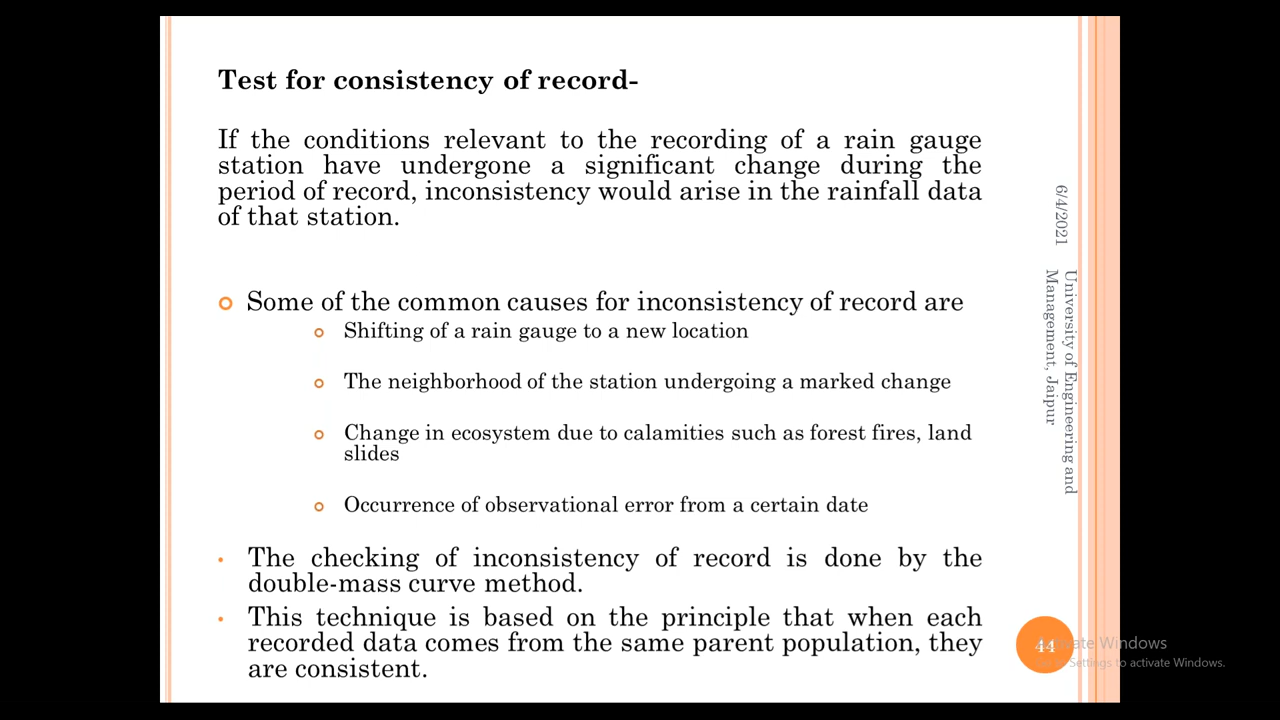 Test for consistency of record-
If the conditions relevant to the recording of a rain gauge
station have undergone a significant change during the
period of record, inconsistency would arise in the rainfall data
of that station.
Some of the common causes for inconsistency of record are
Shifting of a rain gauge to a new location
The neighborhood of the station undergoing a marked change
Change in ecosystem due to calamities such as forest fires, land
slides
Occurrence of observational error from a certain date
The checking of inconsistency of record is done by the
double-mass curve method.
This technique is based on the principle that when each
recorded data comes from the same parent population, they
are consistent.
6/4/2021
University of Engineering and
Management, Jaipur
44
Windows
Settings to activate Windows.